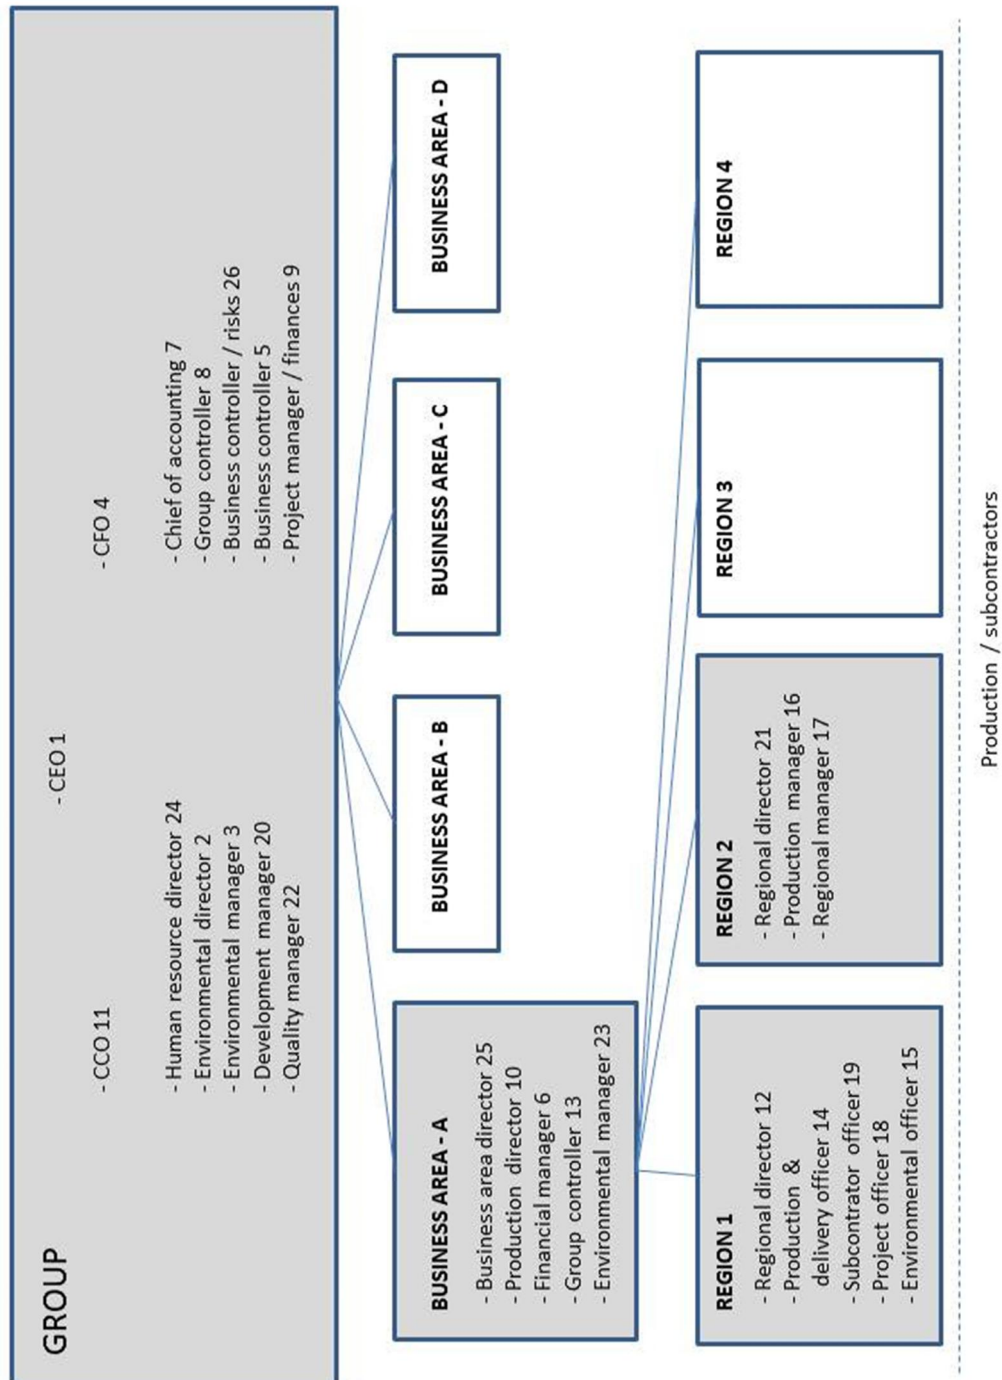 GROUP
- CEO 1
- CCO 11
- CFO 4
- Human resource director 24
- Environmental director 2
- Environmental manager 3
- Development manager 20
- Quality manager 22
- Chief of accounting 7
- Group controller 8
- Business controller / risks 26
- Business controller 5
- Project manager / finances 9
BUSINESS AREA - A
- Business area director 25
- Production director 10
- Financial manager 6
- Group controller 13
- Environmental manager 23
BUSINESS AREA - B
BUSINESS AREA - C
BUSINESS AREA - D
REGION 1
- Regional director 12
- Production &
delivery officer 14
- Subcontrator officer 19
- Project officer 18
- Environmental officer 15
REGION 2
- Regional director 21
- Production manager 16
- Regional manager 17
REGION 3
REGION 4
Production / subcontractors